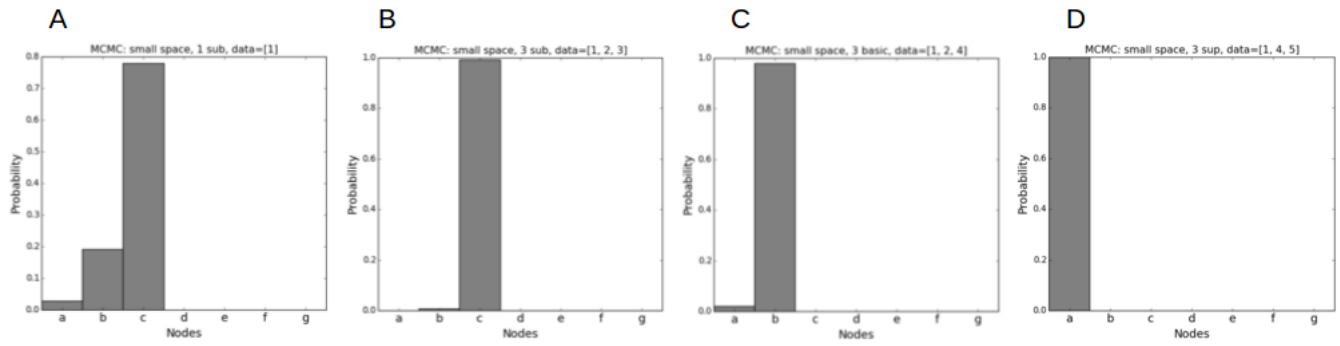 A
MCMC: small space, 1 sub, data=[1]
0.8
0.7
0.6
0.5
0.4
0.3
0.2
0.1
0.0
Probability
a b c d e f g
Nodes
B
MCMC: small space, 3 sub, data=[1, 2, 3]
1.0
0.8
0.6
0.4
0.2
0.0
Probability
a b c d e f g
Nodes
C
MCMC: small space, 3 basic, data=[1, 2, 4]
1.0
0.8
0.6
0.4
0.2
0.0
Probability
a b c d e f g
Nodes
D
MCMC: small space, 3 sup, data=[1, 4, 5]
1.0
0.8
0.6
0.4
0.2
0.0
Probability
a b c d e f g
Nodes